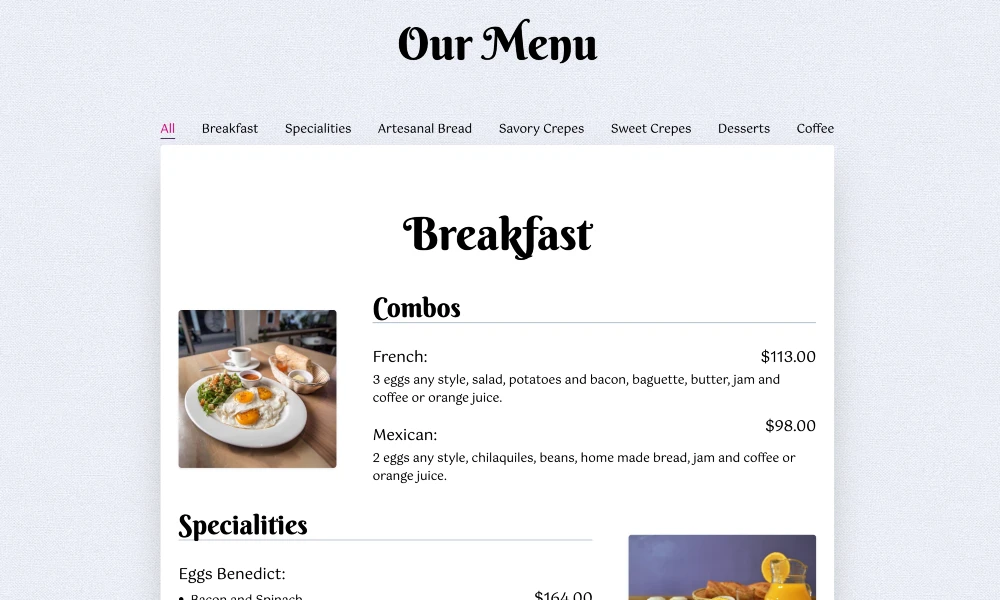 Our Menu
All Breakfast Specialities Artesanal Bread Savory Crepes Sweet Crepes Desserts Coffee
Breakfast
Combos
French: $113.00
3 eggs any style, salad, potatoes and bacon, baguette, butter, jam and
coffee or orange juice.
Mexican: $98.00
2 eggs any style, chilaquiles, beans, home made bread, jam and coffee or
orange juice.
Specialities
Eggs Benedict:
• Bacon and Spinach $164.00